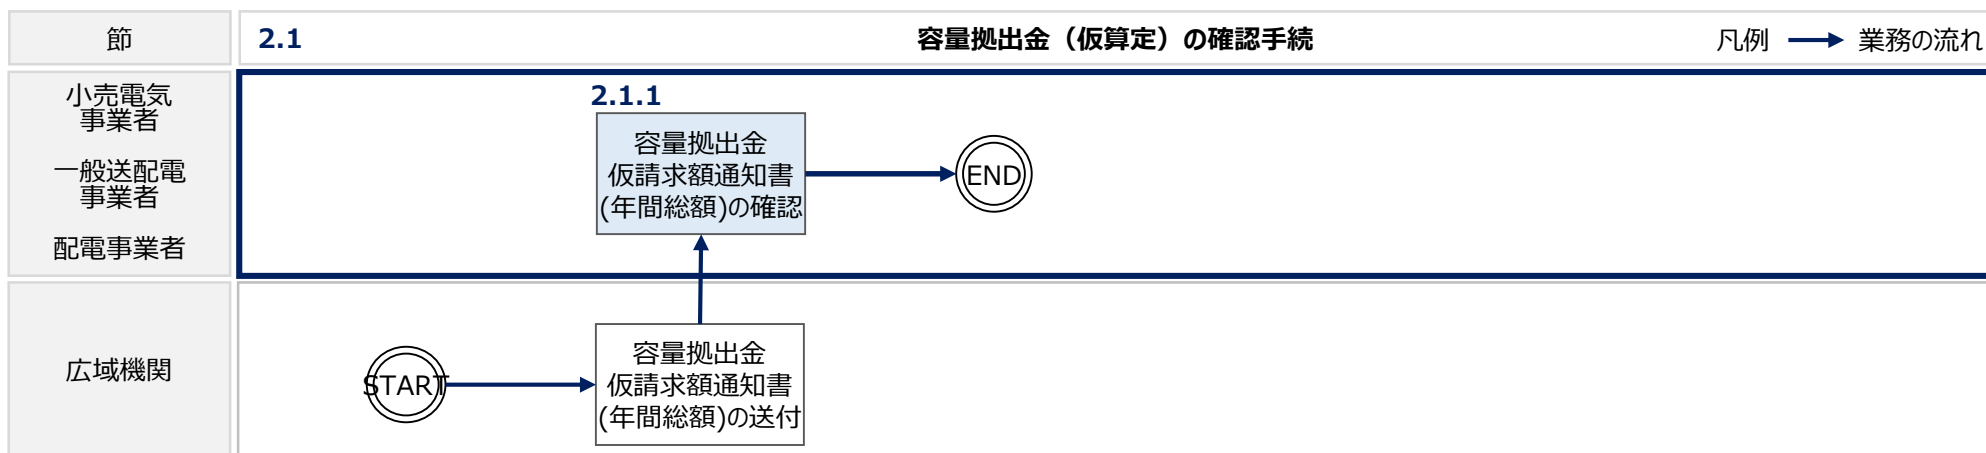 節
2.1
容量拠出金（仮算定）の確認手続
凡例
業務の流れ
小売電気
事業者
一般送配電
事業者
配電事業者
2.1.1
容量拠出金
仮請求額通知書
(年間総額)の確認
END
広域機関
START
容量拠出金
仮請求額通知書
(年間総額)の送付